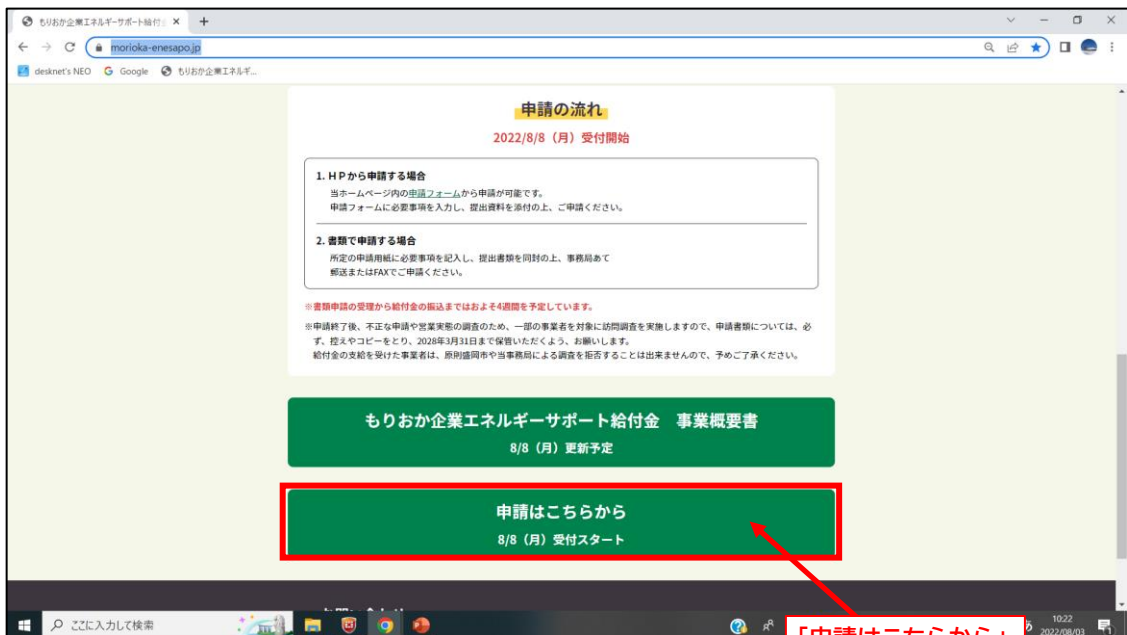 もりおか企業エネルギーサポート給付
morioka-enesapo.jp
desknet's NEO
Google
もりおか企業エネルギ...
申請の流れ
2022/8/8（月）受付開始
1. ＨＰから申請する場合
当ホームページ内の申請フォームから申請が可能です。
申請フォームに必要事項を入力し、提出資料を添付の上、ご申請ください。
2. 書類で申請する場合
所定の申請用紙に必要事項を記入し、提出書類を同封の上、事務局あて
郵送またはFAXでご申請ください。
※書類申請の受理から給付金の振込まではおよそ4週間を予定しています。
※申請終了後、不正な申請や営業実態の調査のため、一部の事業者を対象に訪問調査を実施しますので、申請書類については、必
ず、控えやコピーをとり、2028年3月31日まで保管いただくよう、お願いします。
給付金の支給を受けた事業者は、原則盛岡市や当事務局による調査を拒否することは出来ませんので、予めご了承ください。
もりおか企業エネルギーサポート給付金　事業概要書
8/8（月）更新予定
申請はこちらから
8/8（月）受付スタート
ここに入力して検索
「申請はこちらから」
10:22
2022/08/03